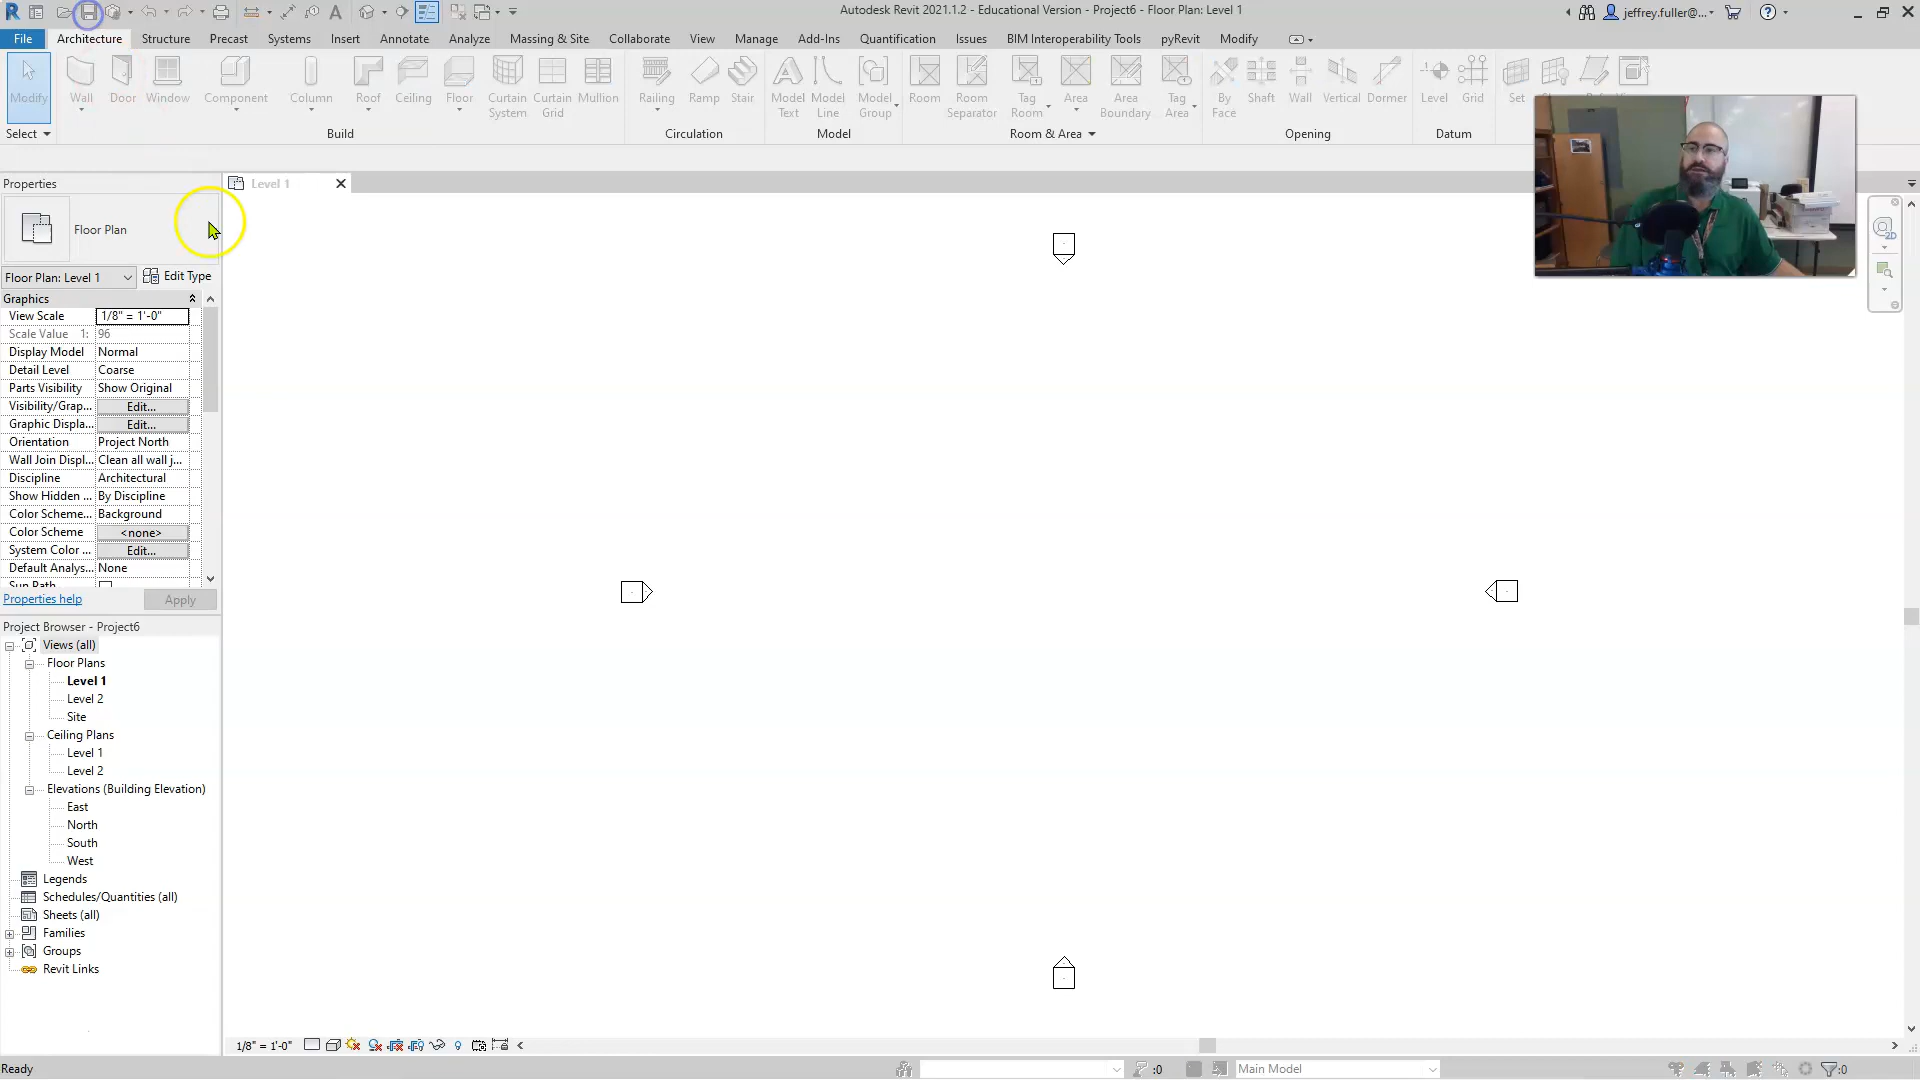 Autodesk Revit 2021.1.2 - Educational Version - Project6 - Floor Plan: Level 1
jeffrey.fuller@...
File Architecture Structure Precast Systems Insert Annotate Analyze Massing & Site Collaborate View Manage Add-Ins Quantification Issues BIM Interoperability Tools pyRevit Modify
Modify Wall Door Window Component Column Roof Ceiling Floor Curtain System Curtain Grid Mullion Railing Ramp Stair Model Text Model Line Model Group Room Room Separator Tag Room Area Area Boundary Tag Area By Face Shaft Wall Vertical Dormer Level Grid Set
Select Build Circulation Model Room & Area Opening Datum
Properties
Level 1
Floor Plan
Floor Plan: Level 1 Edit Type
Graphics
View Scale 1/8" = 1'-0"
Scale Value 1: 96
Display Model Normal
Detail Level Coarse
Parts Visibility Show Original
Visibility/Grap... Edit...
Graphic Displa... Edit...
Orientation Project North
Wall Join Displ... Clean all wall j...
Discipline Architectural
Show Hidden ... By Discipline
Color Scheme... Background
Color Scheme <none>
System Color ... Edit...
Default Analys... None
Sun Path
Properties help Apply
Project Browser - Project6
Views (all)
Floor Plans
Level 1
Level 2
Site
Ceiling Plans
Level 1
Level 2
Elevations (Building Elevation)
East
North
South
West
Legends
Schedules/Quantities (all)
Sheets (all)
Families
Groups
Revit Links
1/8" = 1'-0"
Ready
:0
Main Model
:0